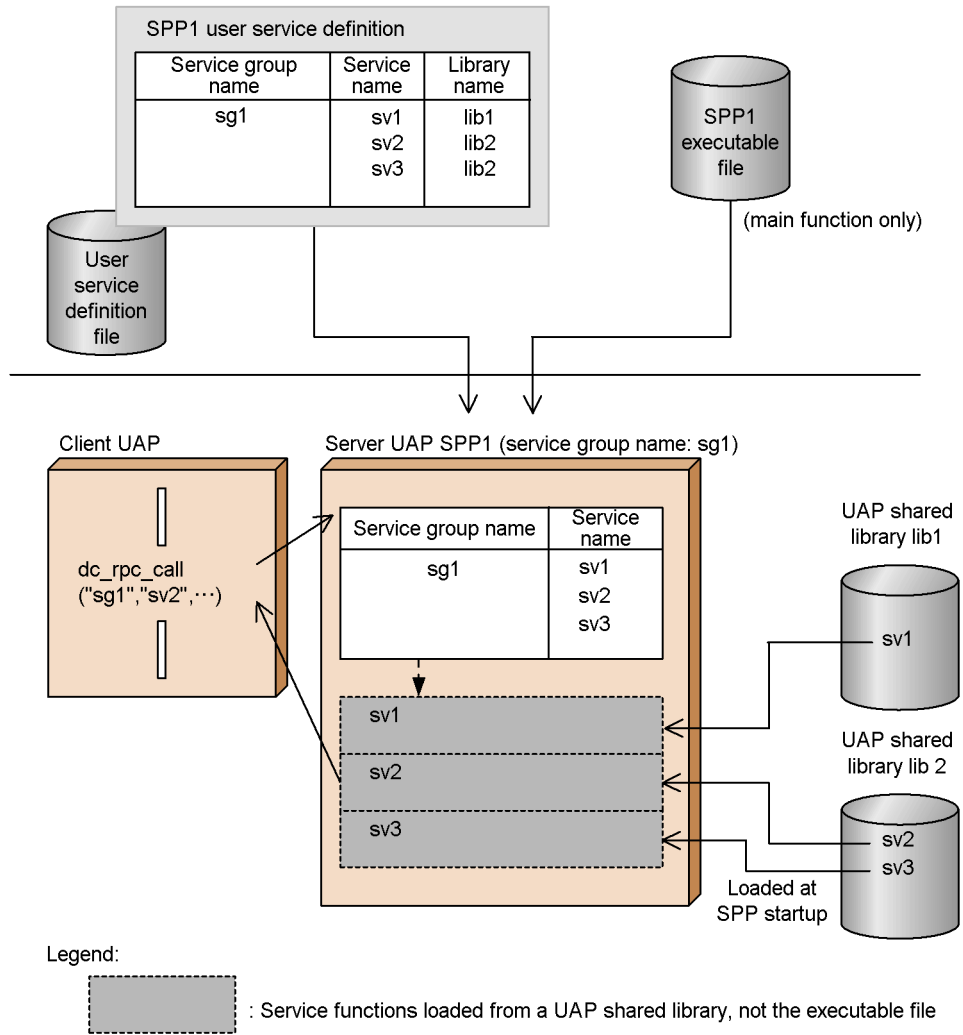 SPP1 user service definition
Service group name
Service name
Library name
sg1
sv1
lib1
sv2
lib2
sv3
lib2
SPP1
executable
file
(main function only)
User
service
definition
file
Client UAP
dc_rpc_call
("sg1","sv2",⋯)
Server UAP SPP1 (service group name: sg1)
Service group name
Service name
sg1
sv1
sv2
sv3
sv1
sv2
sv3
UAP shared
library lib1
sv1
UAP shared
library lib 2
sv2
sv3
Loaded at
SPP startup
Legend:
: Service functions loaded from a UAP shared library, not the executable file